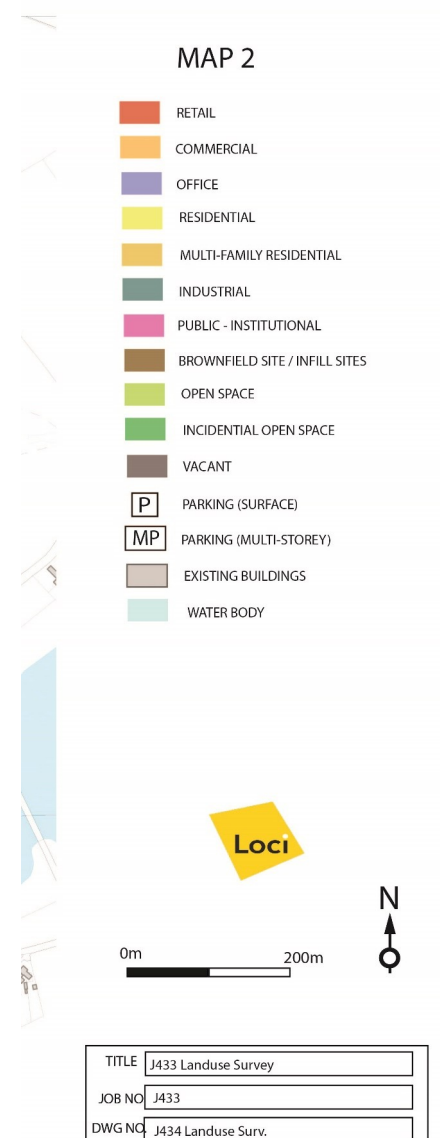 MAP 2
RETAIL
COMMERCIAL
OFFICE
RESIDENTIAL
MULTI-FAMILY RESIDENTIAL
INDUSTRIAL
PUBLIC - INSTITUTIONAL
BROWNFIELD SITE / INFILL SITES
OPEN SPACE
INCIDENTIAL OPEN SPACE
VACANT
P PARKING (SURFACE)
MP PARKING (MULTI-STOREY)
EXISTING BUILDINGS
WATER BODY
Loci
N
0m 200m
TITLE J433 Landuse Survey
JOB NO J433
DWG NO. J434 Landuse Surv.